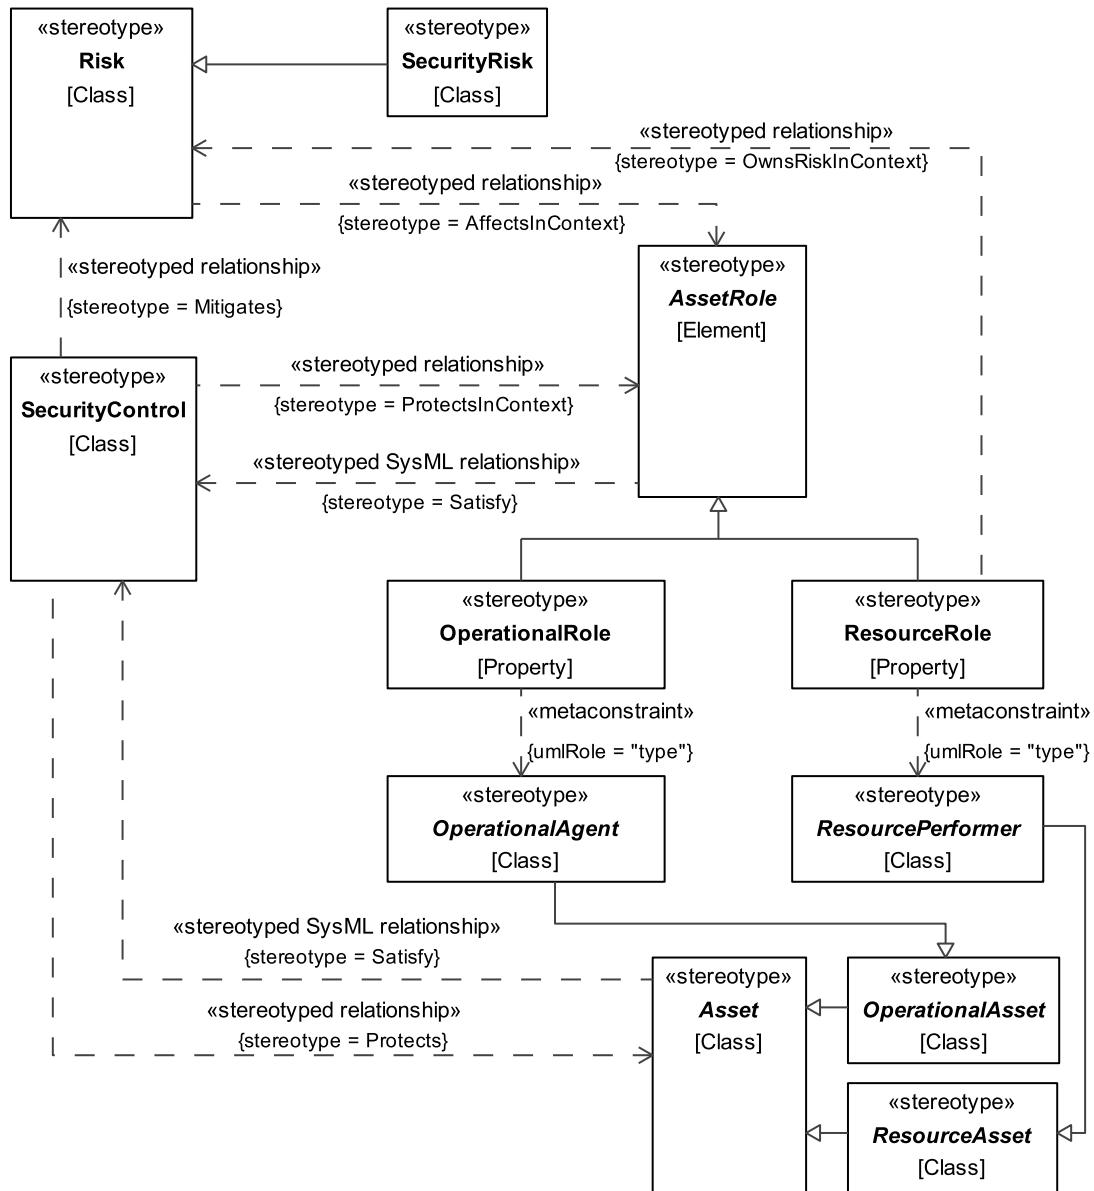 «stereotype»
Risk
[Class]
«stereotype»
SecurityRisk
[Class]
«stereotyped relationship»
{stereotype = OwnsRiskInContext}
«stereotyped relationship»
{stereotype = AffectsInContext}
«stereotype»
AssetRole
[Element]
«stereotyped relationship»
{stereotype = Mitigates}
«stereotype»
SecurityControl
[Class]
«stereotyped relationship»
{stereotype = ProtectsInContext}
«stereotyped SysML relationship»
{stereotype = Satisfy}
«stereotype»
OperationalRole
[Property]
«stereotype»
ResourceRole
[Property]
«metaconstraint»
{umlRole = "type"}
«metaconstraint»
{umlRole = "type"}
«stereotype»
OperationalAgent
[Class]
«stereotype»
ResourcePerformer
[Class]
«stereotyped SysML relationship»
{stereotype = Satisfy}
«stereotyped relationship»
{stereotype = Protects}
«stereotype»
Asset
[Class]
«stereotype»
OperationalAsset
[Class]
«stereotype»
ResourceAsset
[Class]